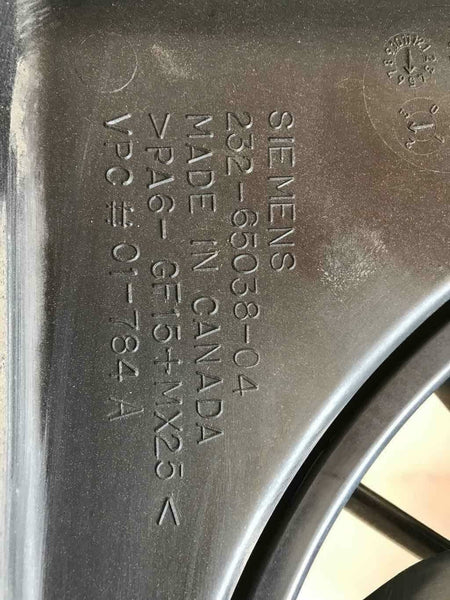 SIEMENS
232-65038-04
MADE IN CANADA
>PA6-GF15+MX25<
VPC # 01-784 A